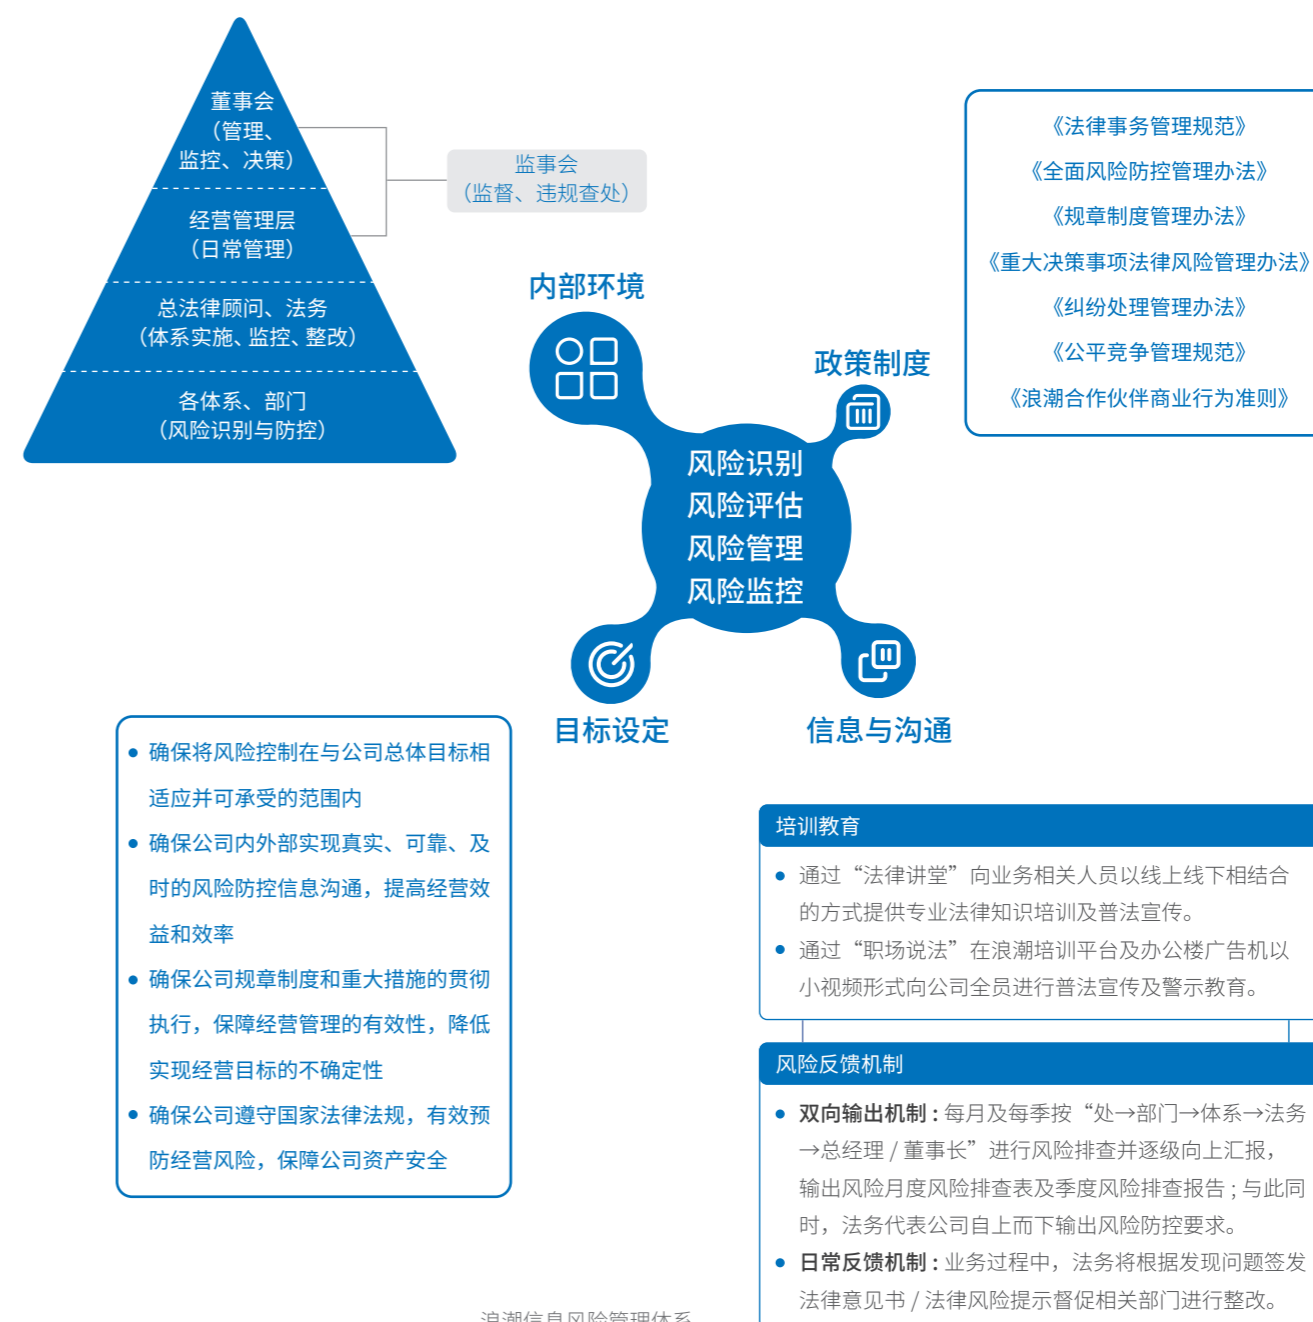 董事会
（管理、
监控、决策）
经营管理层
（日常管理）
总法律顾问、法务
（体系实施、监控、整改）
各体系、部门
（风险识别与防控）
监事会
（监督、违规查处）
内部环境
政策制度
《法律事务管理规范》
《全面风险防控管理办法》
《规章制度管理办法》
《重大决策事项法律风险管理办法》
《纠纷处理管理办法》
《公平竞争管理规范》
《浪潮合作伙伴商业行为准则》
风险识别
风险评估
风险管理
风险监控
目标设定
信息与沟通
● 确保将风险控制在与公司总体目标相
适应并可承受的范围内
● 确保公司内外部实现真实、可靠、及
时的风险防控信息沟通，提高经营效
益和效率
● 确保公司规章制度和重大措施的贯彻
执行，保障经营管理的有效性，降低
实现经营目标的不确定性
● 确保公司遵守国家法律法规，有效预
防经营风险，保障公司资产安全
培训教育
● 通过“法律讲堂”向业务相关人员以线上线下相结合
的方式提供专业法律知识培训及普法宣传。
● 通过“职场说法”在浪潮培训平台及办公楼广告机以
小视频形式向公司全员进行普法宣传及警示教育。
风险反馈机制
● 双向输出机制 : 每月及每季按“处→部门→体系→法务
→总经理 / 董事长”进行风险排查并逐级向上汇报，
输出风险月度风险排查表及季度风险排查报告 ; 与此同
时，法务代表公司自上而下输出风险防控要求。
● 日常反馈机制 : 业务过程中，法务将根据发现问题签发
法律意见书 / 法律风险提示督促相关部门进行整改。
浪潮信息风险管理体系